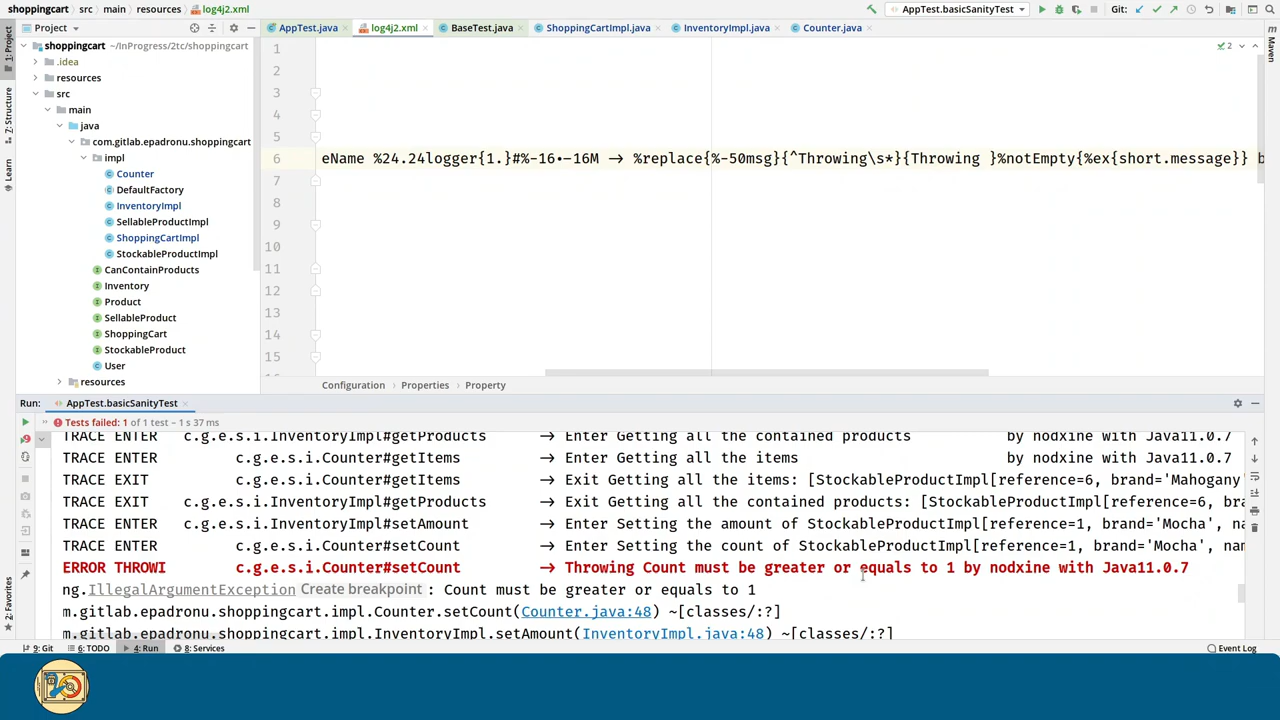 shoppingcart › src › main › resources › log4j2.xml
AppTest.basicSanityTest
Git:
Project
AppTest.java
log4j2.xml
BaseTest.java
ShoppingCartImpl.java
InventoryImpl.java
Counter.java
1: Project
7: Structure
Learn
2: Favorites
Maven
shoppingcart ~/InProgress/2tc/shoppingcart
.idea
resources
src
main
java
com.gitlab.epadronu.shoppingcart
impl
Counter
DefaultFactory
InventoryImpl
SellableProductImpl
ShoppingCartImpl
StockableProductImpl
CanContainProducts
Inventory
Product
SellableProduct
ShoppingCart
StockableProduct
User
resources
2
1
2
3
4
5
6 eName %24.24logger{1.}#%-16•-16M → %replace{%-50msg}{^Throwing\s*}{Throwing }%notEmpty{%ex{short.message}} b
7
8
9
10
11
12
13
14
15
Configuration › Properties › Property
Run: AppTest.basicSanityTest
Tests failed: 1 of 1 test – 1 s 37 ms
TRACE ENTER c.g.e.s.i.InventoryImpl#getProducts → Enter Getting all the contained products by nodxine with Java11.0.7
TRACE ENTER c.g.e.s.i.Counter#getItems → Enter Getting all the items by nodxine with Java11.0.7
TRACE EXIT c.g.e.s.i.Counter#getItems → Exit Getting all the items: [StockableProductImpl[reference=6, brand='Mahogany'
TRACE EXIT c.g.e.s.i.InventoryImpl#getProducts → Exit Getting all the contained products: [StockableProductImpl[reference=6, bra
TRACE ENTER c.g.e.s.i.InventoryImpl#setAmount → Enter Setting the amount of StockableProductImpl[reference=1, brand='Mocha', na
TRACE ENTER c.g.e.s.i.Counter#setCount → Enter Setting the count of StockableProductImpl[reference=1, brand='Mocha', nam
ERROR THROWI c.g.e.s.i.Counter#setCount → Throwing Count must be greater or equals to 1 by nodxine with Java11.0.7
ng.IllegalArgumentException Create breakpoint : Count must be greater or equals to 1
m.gitlab.epadronu.shoppingcart.impl.Counter.setCount(Counter.java:48) ~[classes/:?]
m.gitlab.epadronu.shoppingcart.impl.InventoryImpl.setAmount(InventoryImpl.java:48) ~[classes/:?]
9: Git
6: TODO
4: Run
8: Services
Event Log